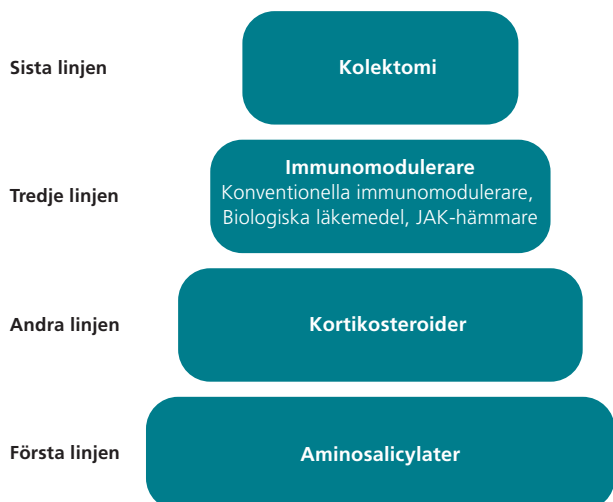 Sista linjen
Kolektomi
Tredje linjen
Immunomodulerare
Konventionella immunomodulerare,
Biologiska läkemedel, JAK-hämmare
Andra linjen
Kortikosteroider
Första linjen
Aminosalicylater